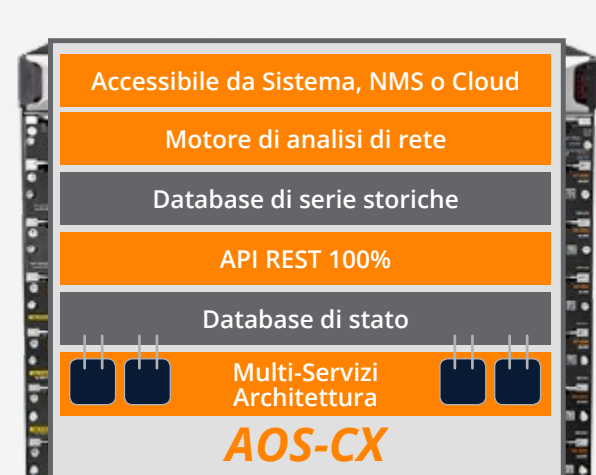 Accessibile da Sistema, NMS o Cloud
Motore di analisi di rete
Database di serie storiche
API REST 100%
Database di stato
Multi-Servizi
Architettura
AOS-CX